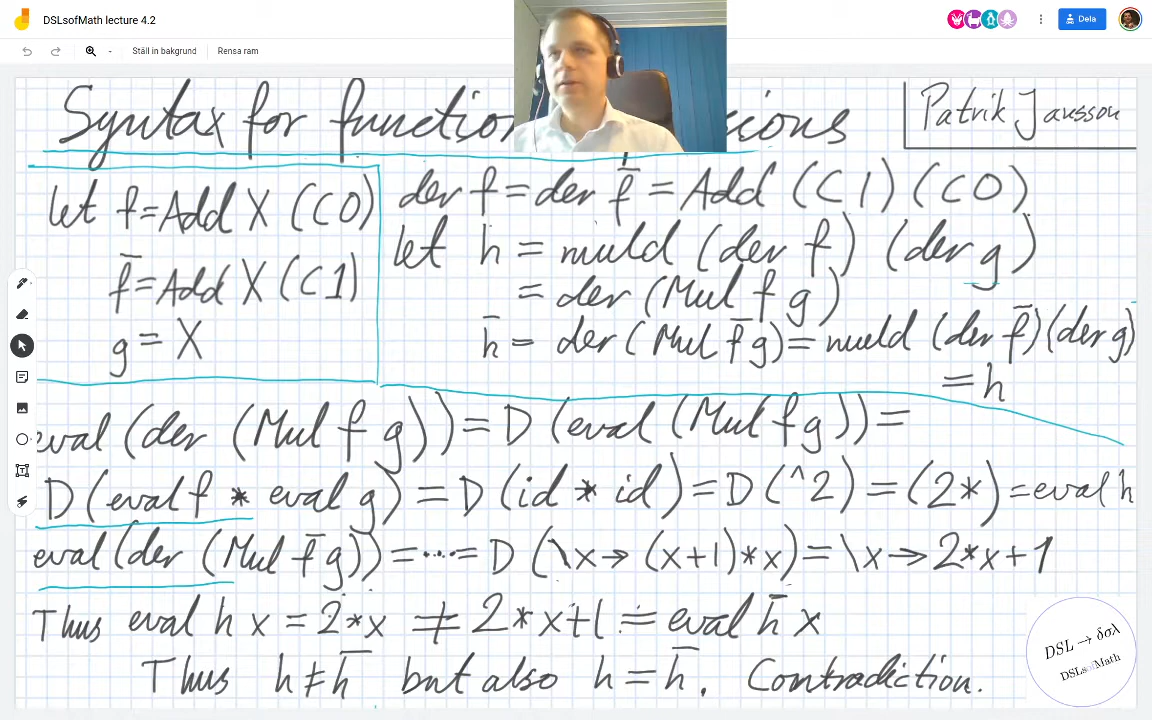 DSLsofMath lecture 4.2
Dela
Ställ in bakgrund Rensa ram
Syntax for function
Patrik Jansson
let f = Add X (C 0)
f̄ = Add X (C 1)
g = X
der f = der f̄ = Add (C 1) (C 0)
let h = muld (der f) (der g)
= der (Mul f g)
h̄ = der (Mul f̄ g) = muld (der f̄) (der g)
= h
eval (der (Mul f g)) = D (eval (Mul f g)) =
D (eval f * eval g) = D (id * id) = D (^2) = (2*) = eval h
eval (der (Mul f̄ g)) = ... = D (\x → (x+1)*x) = \x → 2*x+1
Thus eval h x = 2*x ≠ 2*x+1 = eval h̄ x
Thus h ≠ h̄ but also h = h̄. Contradiction.
DSL → δσλ
DSLsofMath